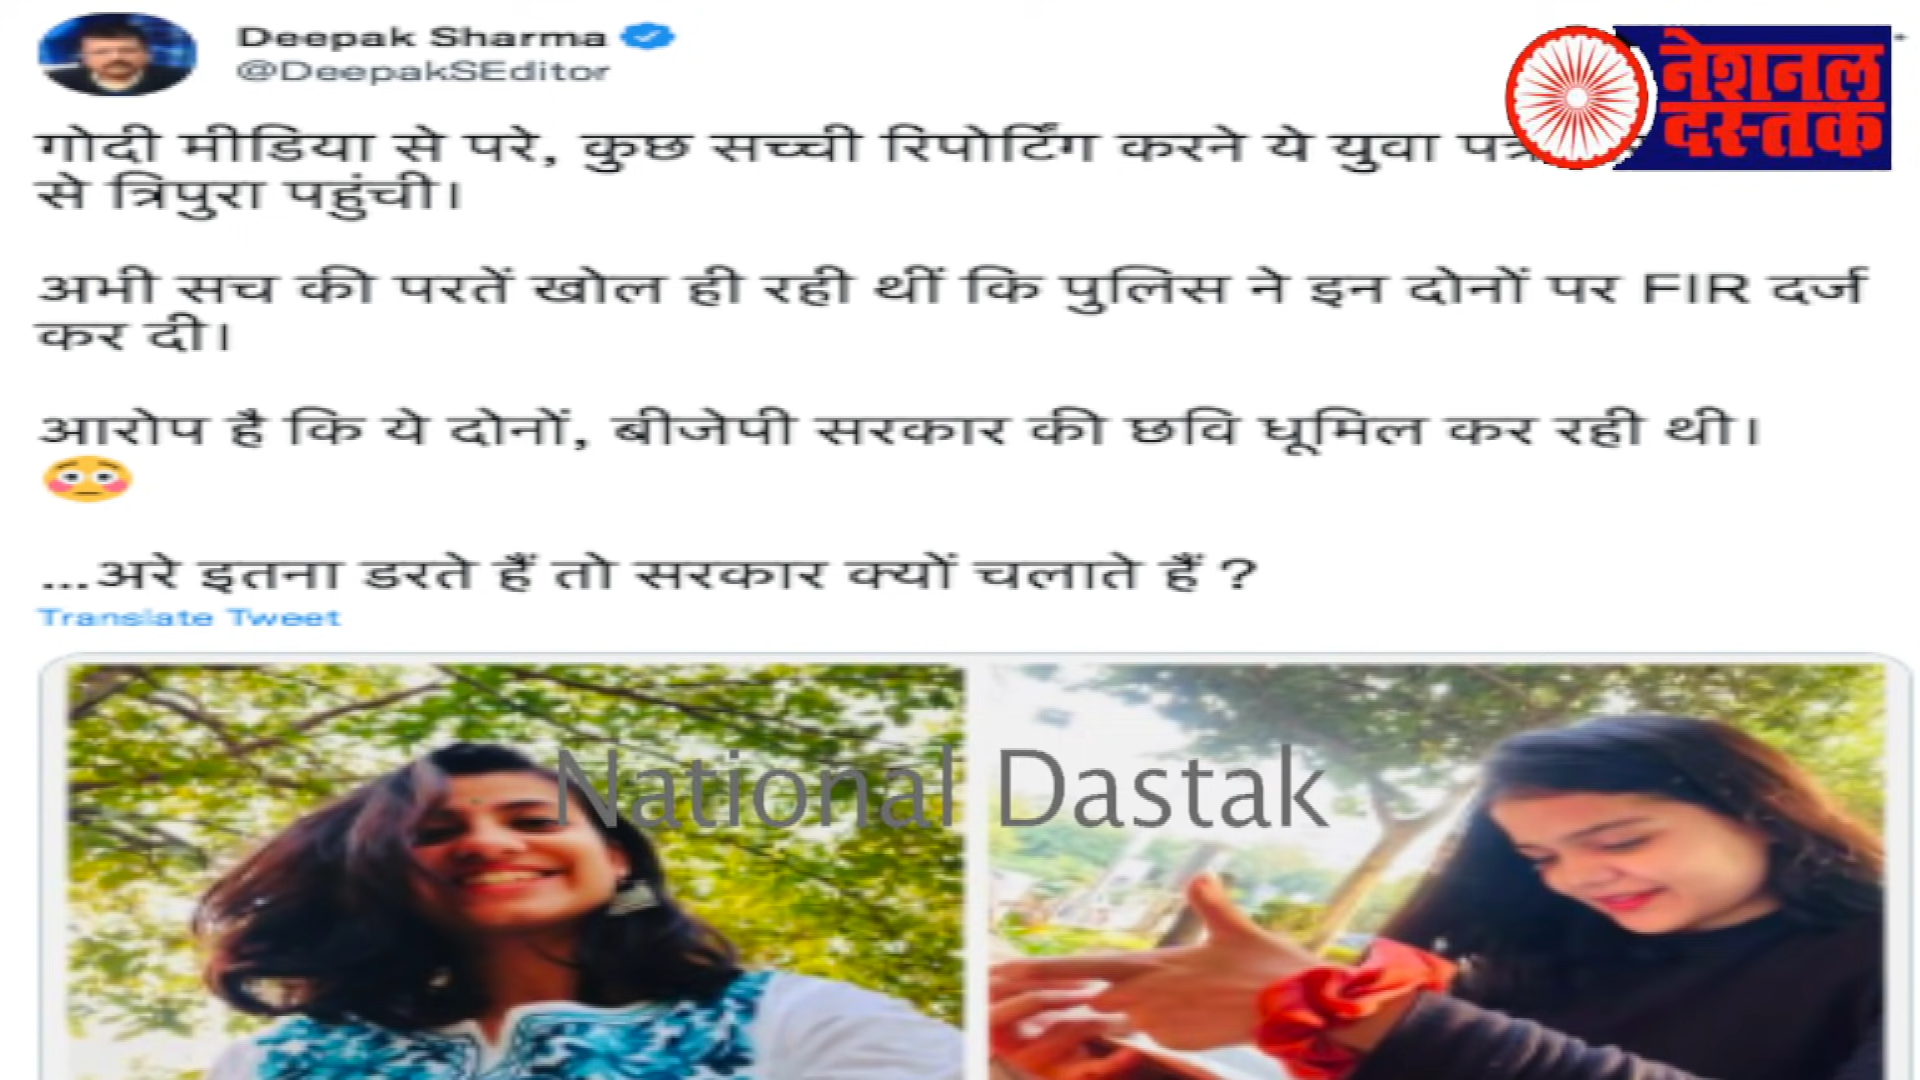 Deepak Sharma
@DeepakSEditor
नेशनल
दस्तक
गोदी मीडिया से परे, कुछ सच्ची रिपोर्टिंग करने ये युवा
से त्रिपुरा पहुंची।
अभी सच की परतें खोल ही रही थीं कि पुलिस ने इन दोनों पर FIR दर्ज
कर दी।
आरोप है कि ये दोनों, बीजेपी सरकार की छवि धूमिल कर रही थी।
...अरे इतना डरते हैं तो सरकार क्यों चलाते हैं ?
Translate Tweet
National Dastak